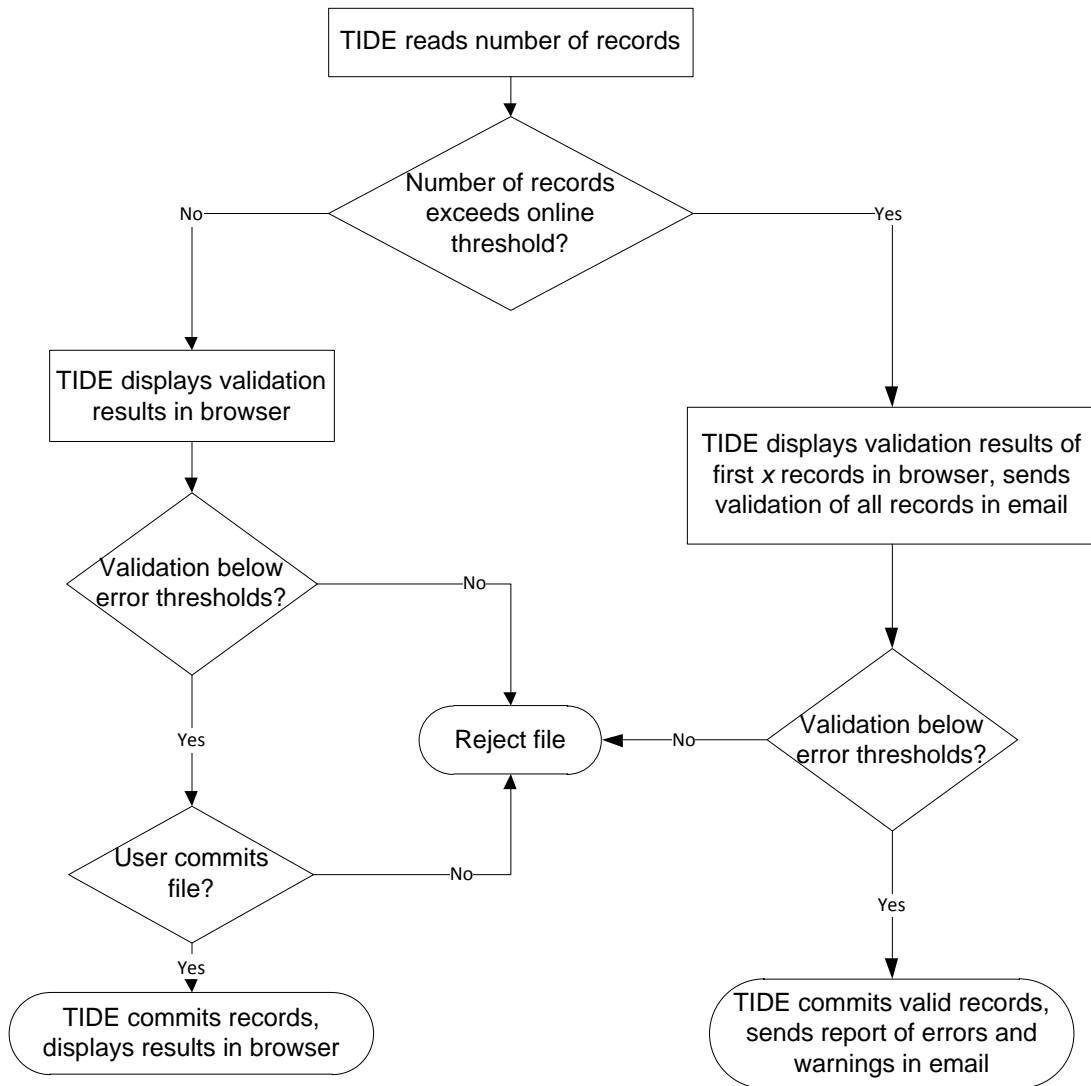 TIDE reads number of records
Number of records
exceeds online
threshold?
No
Yes
TIDE displays validation
results in browser
TIDE displays validation results of
first x records in browser, sends
validation of all records in email
Validation below
error thresholds?
No
Yes
Reject file
No
Validation below
error thresholds?
User commits
file?
No
Yes
Yes
TIDE commits records,
displays results in browser
TIDE commits valid records,
sends report of errors and
warnings in email